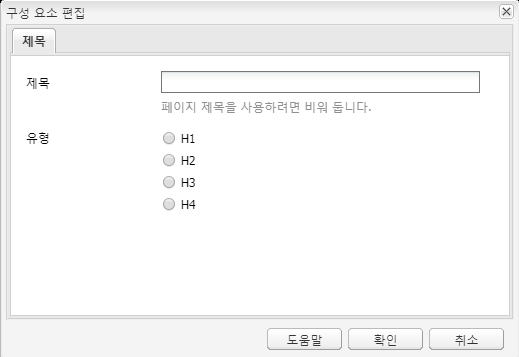 구성 요소 편집
제목
제목
페이지 제목을 사용하려면 비워 둡니다.
유형
H1
H2
H3
H4
도움말
확인
취소